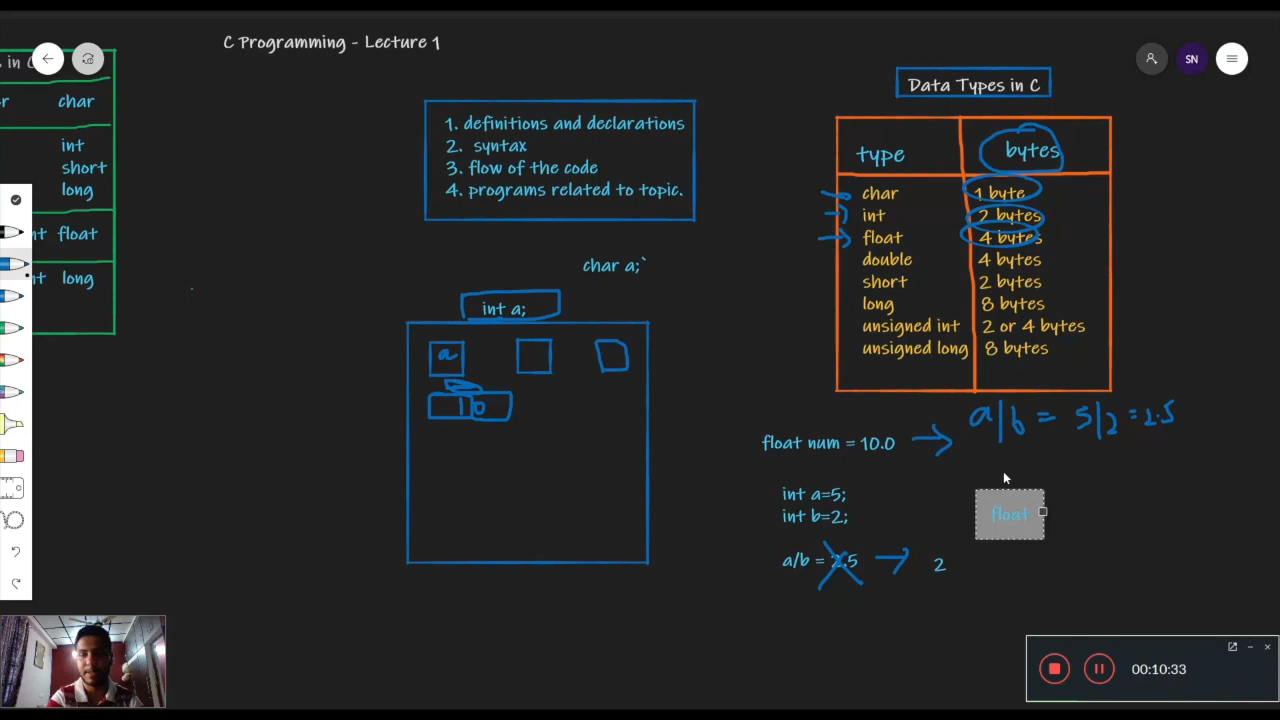 C Programming - Lecture 1
s in C
r char
int
short
long
nt float
nt long
1. definitions and declarations
2. syntax
3. flow of the code
4. programs related to topic.
char a;`
int a;
a
10
SN
Data Types in C
type bytes
char 1 byte
int 2 bytes
float 4 bytes
double 4 bytes
short 2 bytes
long 8 bytes
unsigned int 2 or 4 bytes
unsigned long 8 bytes
a/b = 5/2 = 2.5
float num = 10.0
int a=5;
int b=2;
float
a/b = 2.5 → 2
00:10:33